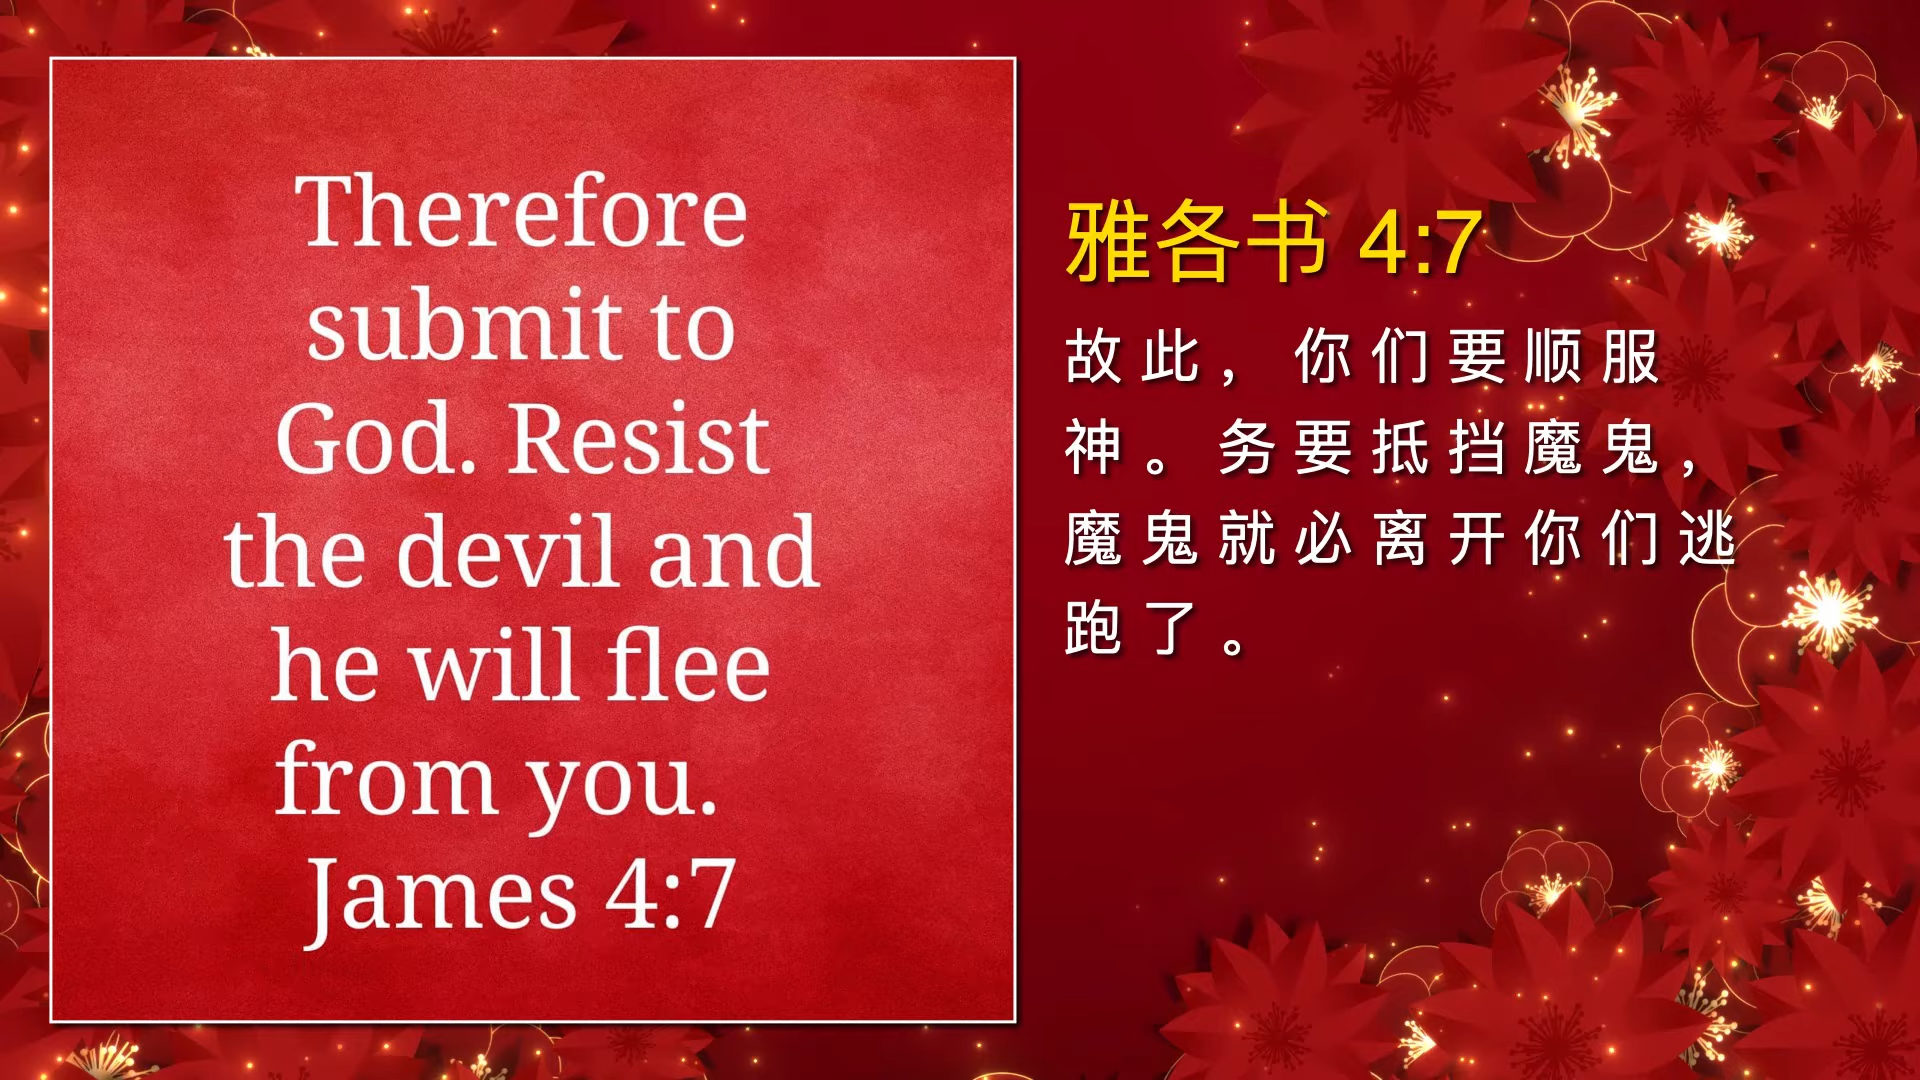 Therefore
submit to
God. Resist
the devil and
he will flee
from you.
James 4:7
雅各书 4:7
故此，你们要顺服
神。务要抵挡魔鬼，
魔鬼就必离开你们逃
跑了。